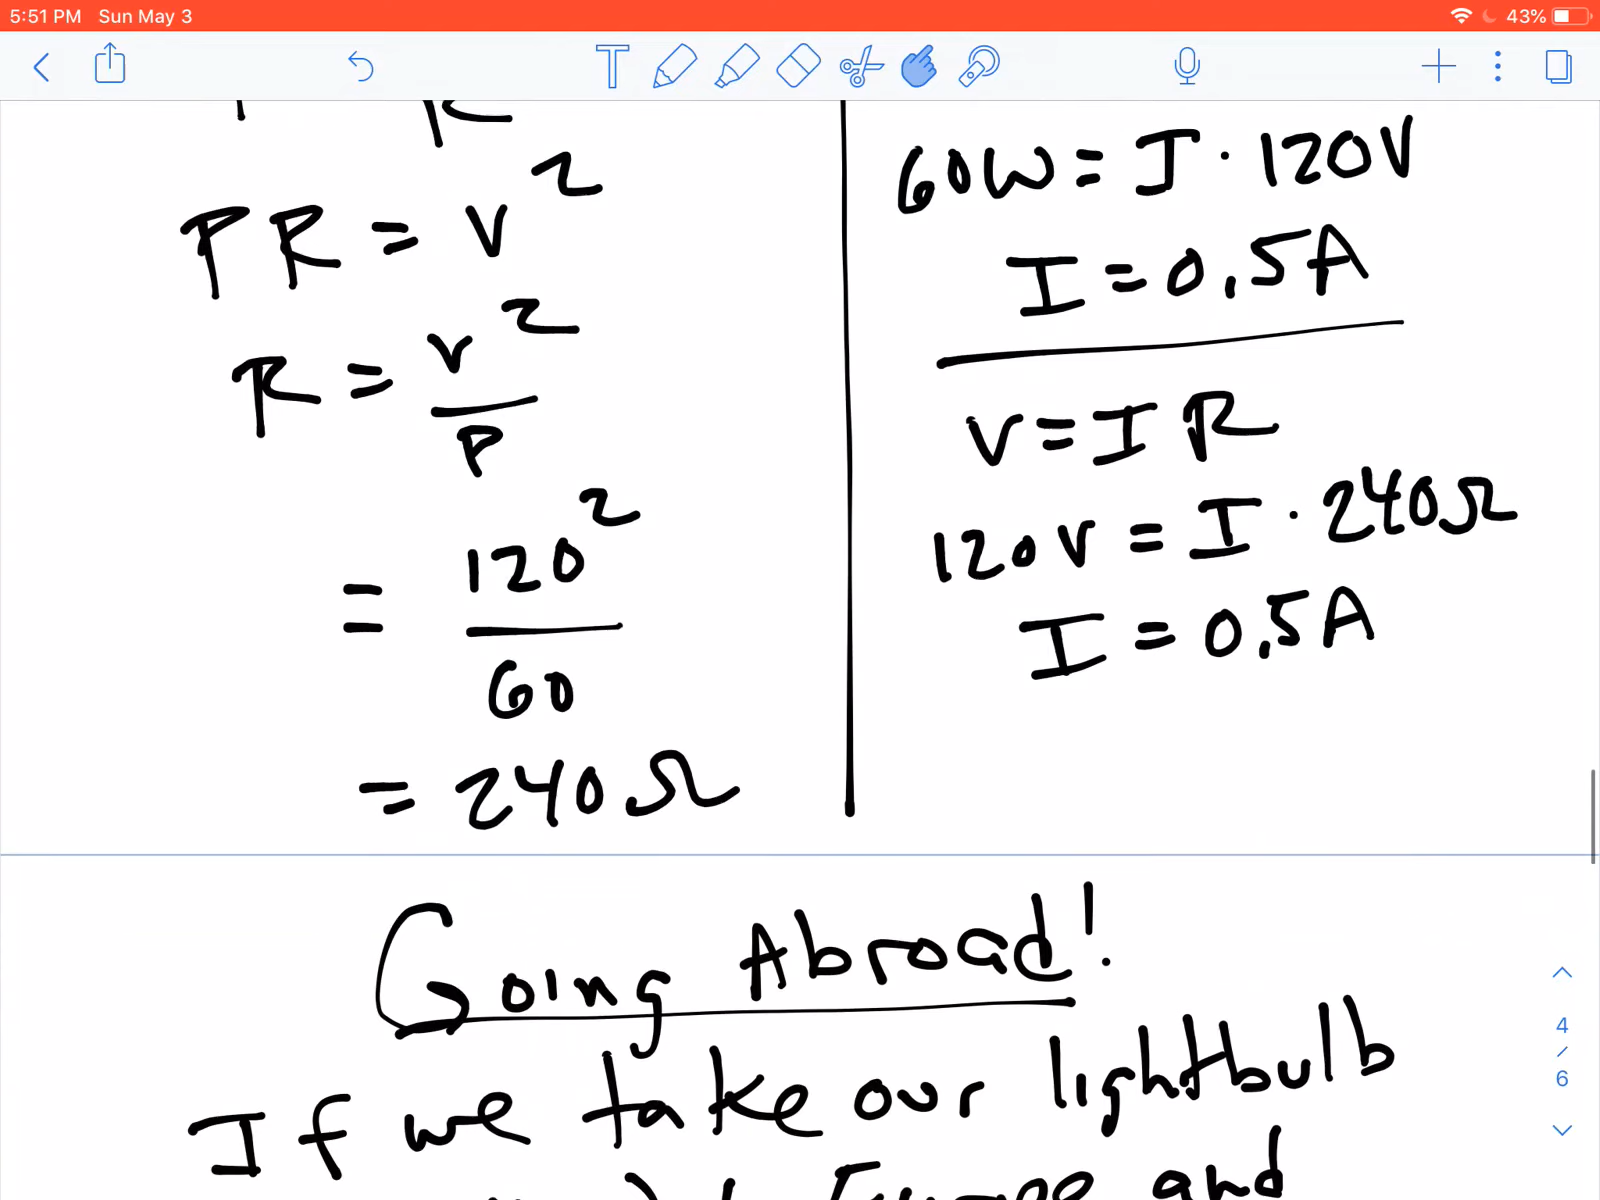 5:51 PM Sun May 3
43%
T
PR = V²
R = V²
P
= 120²
60
= 240Ω
60W = I · 120V
I = 0.5A
V = IR
120V = I · 240Ω
I = 0.5A
Going Abroad!
If we take our lightbulb
and
4
/
6